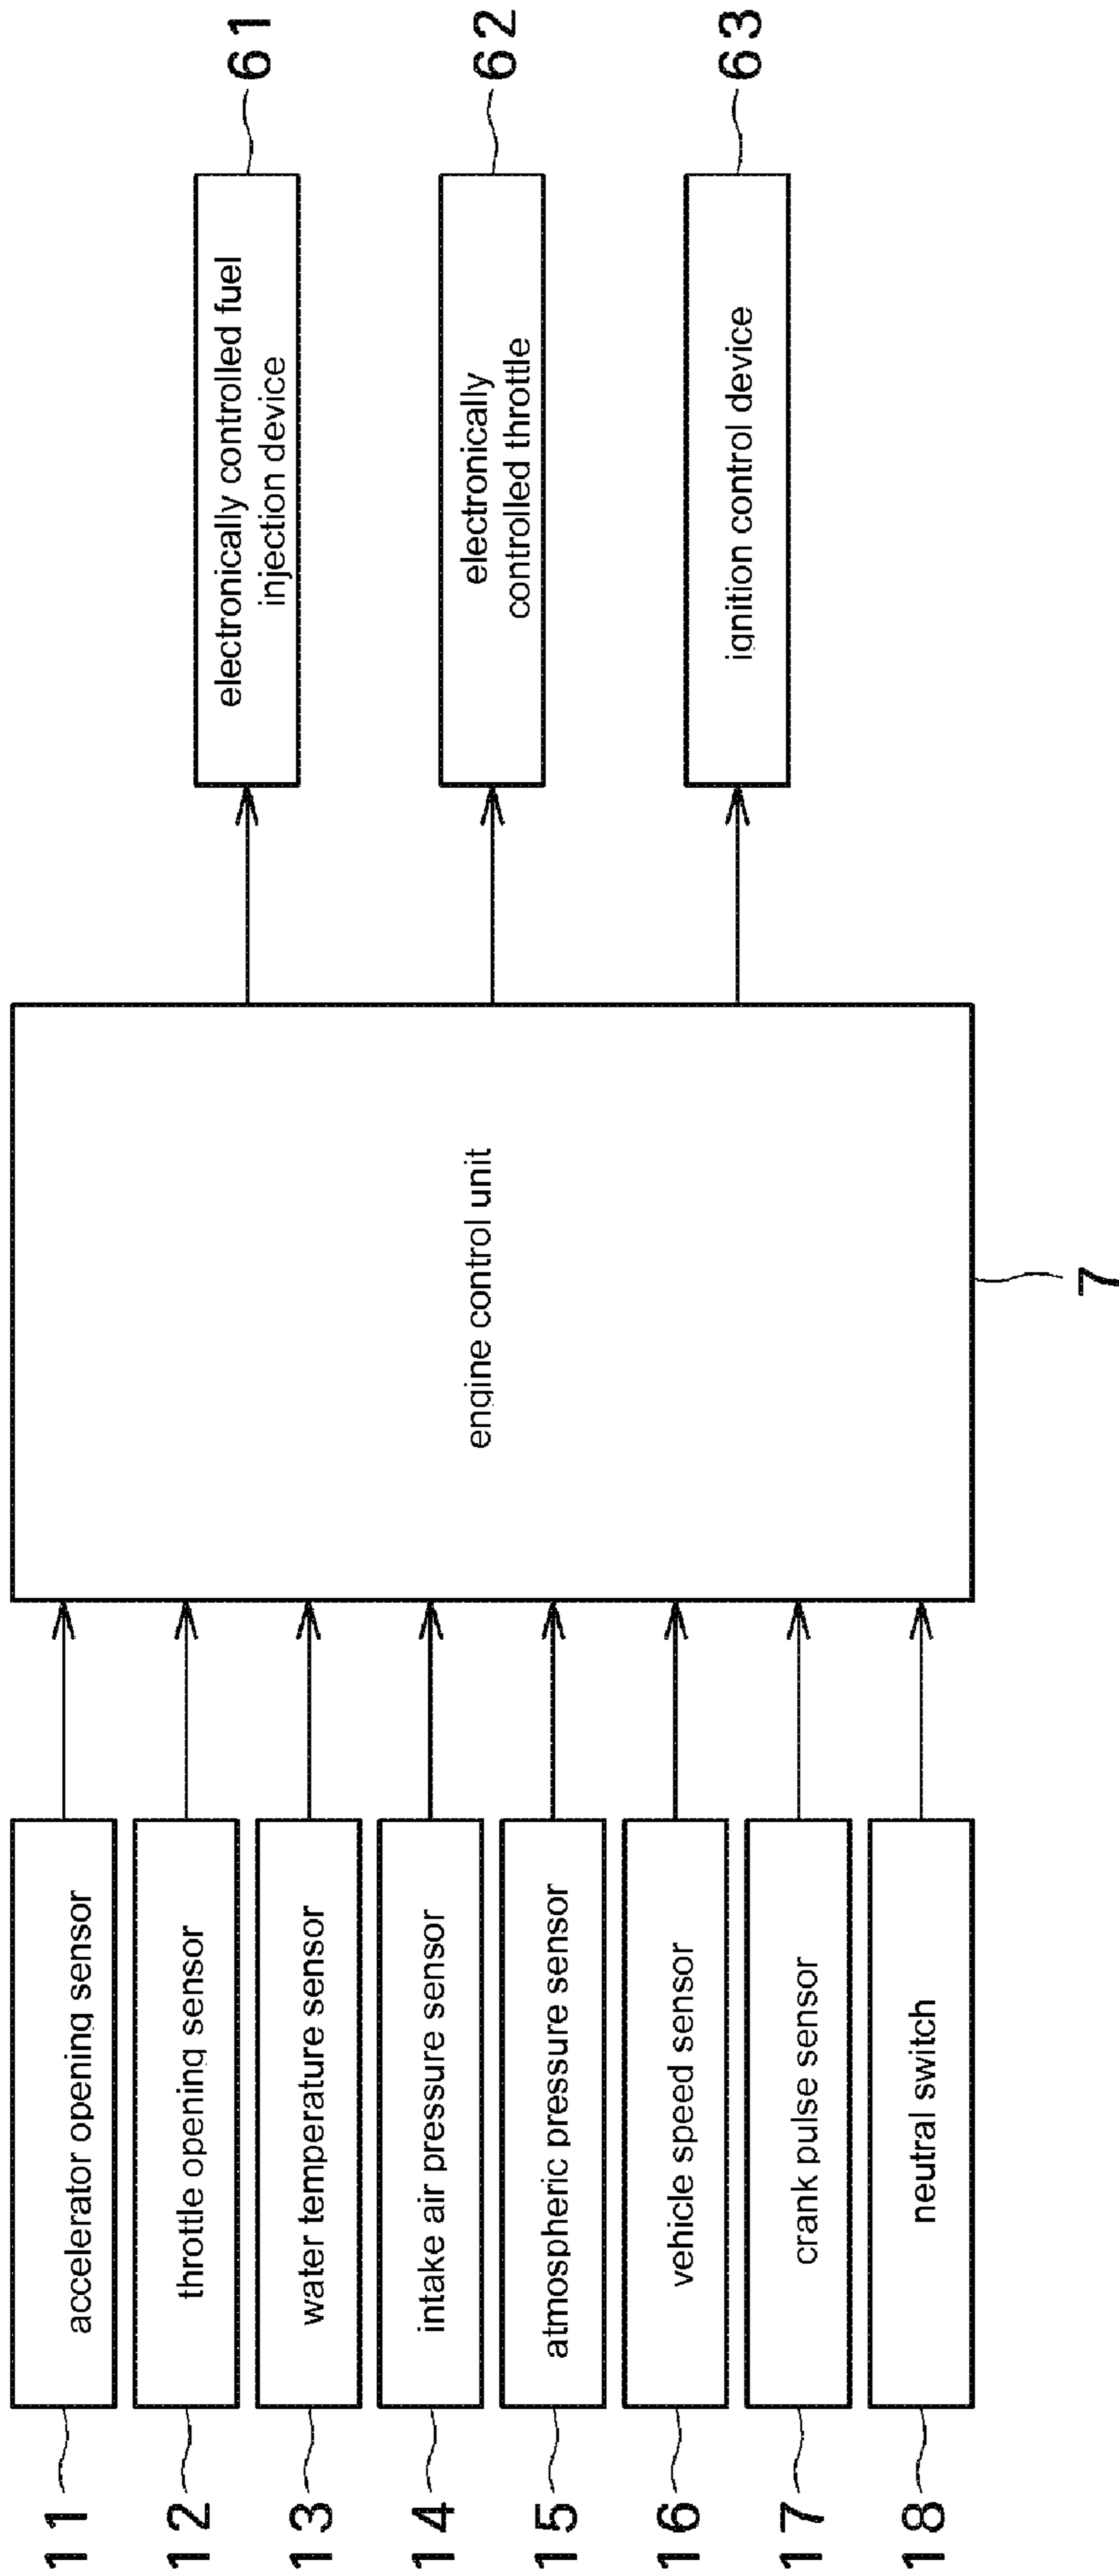 11
accelerator opening sensor
12
throttle opening sensor
13
water temperature sensor
14
intake air pressure sensor
15
atmospheric pressure sensor
16
vehicle speed sensor
17
crank pulse sensor
18
neutral switch
engine control unit
7
electronically controlled fuel
injection device
61
electronically
controlled throttle
62
ignition control device
63